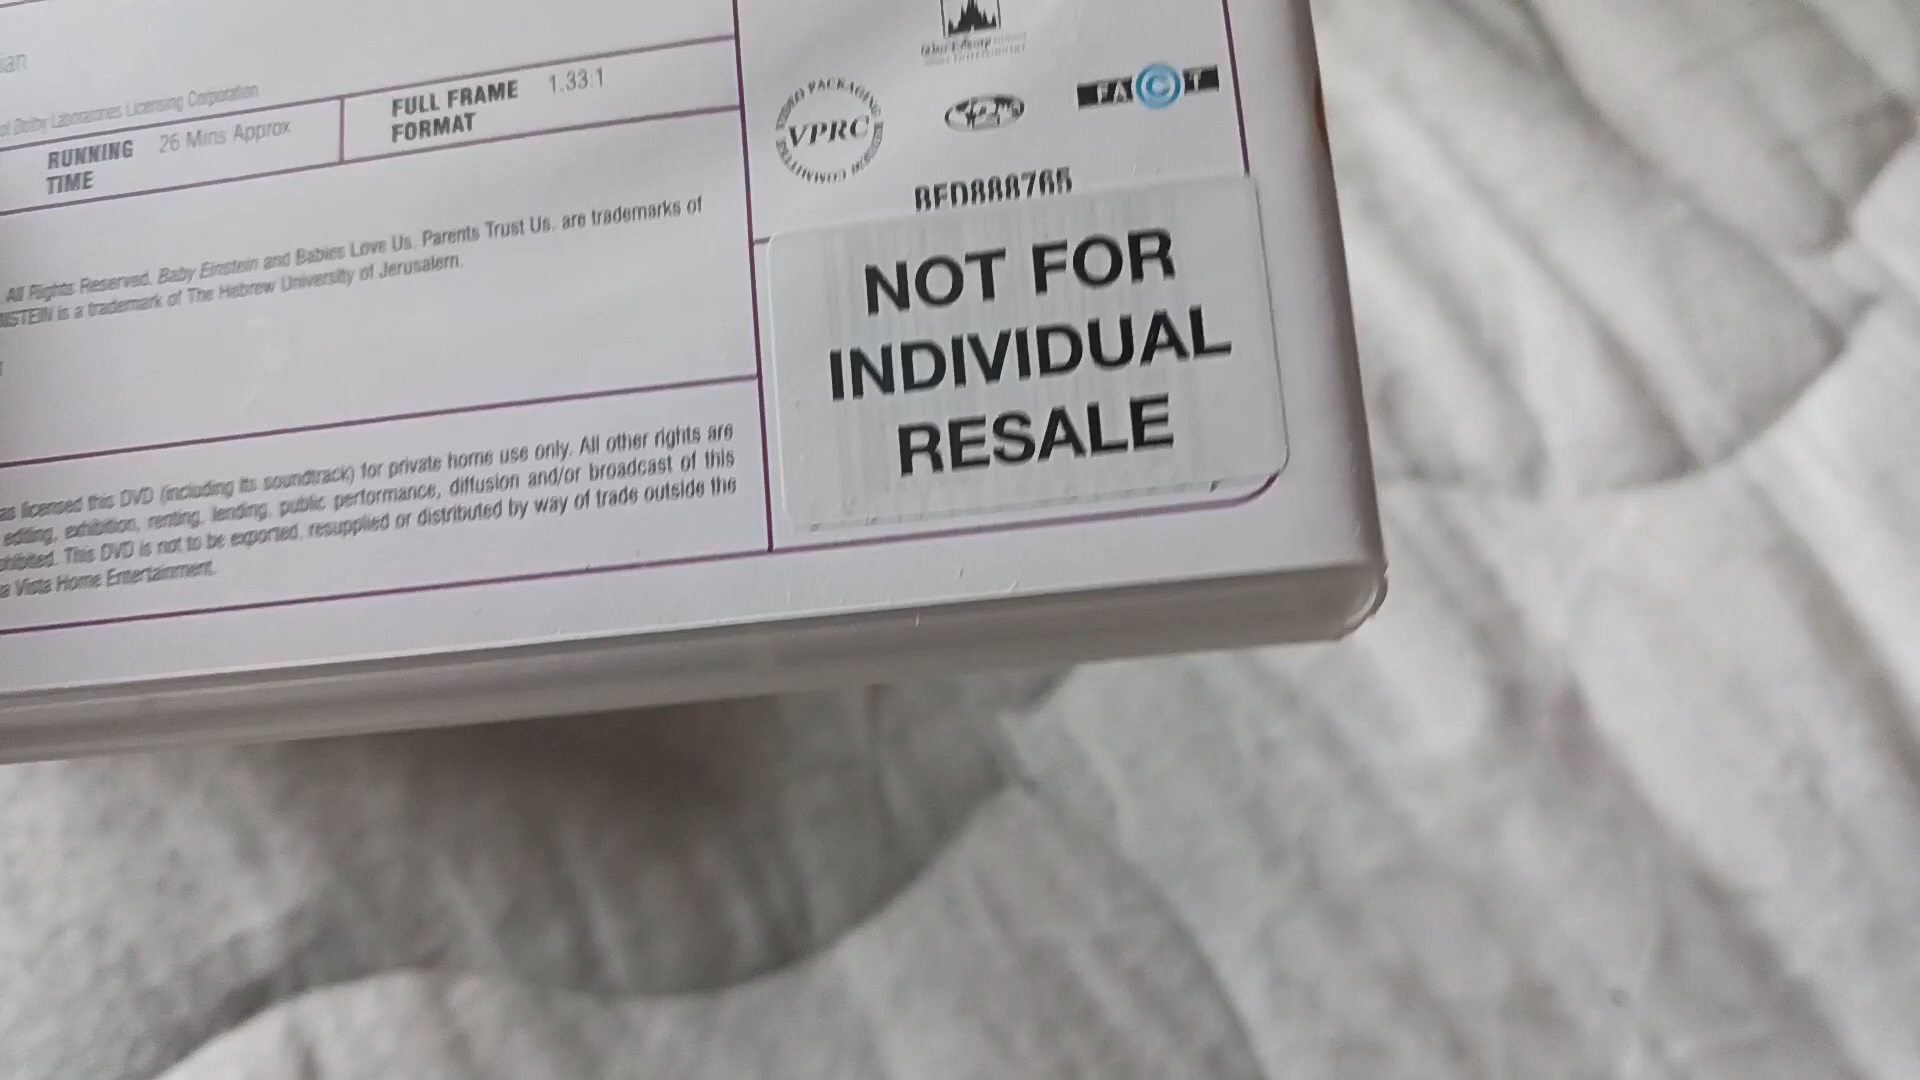 Dolby Laboratories Licensing Corporation
RUNNING TIME 26 Mins Approx
FULL FRAME FORMAT 1.33:1
All Rights Reserved. Baby Einstein and Babies Love Us. Parents Trust Us. are trademarks of
is a trademark of The Hebrew University of Jerusalem.
licensed this DVD (including its soundtrack) for private home use only. All other rights are
editing, exhibition, renting, lending, public performance, diffusion and/or broadcast of this
This DVD is not to be exported, resupplied or distributed by way of trade outside the
Vista Home Entertainment.
VPRC
FACT
BED888765
NOT FOR
INDIVIDUAL
RESALE